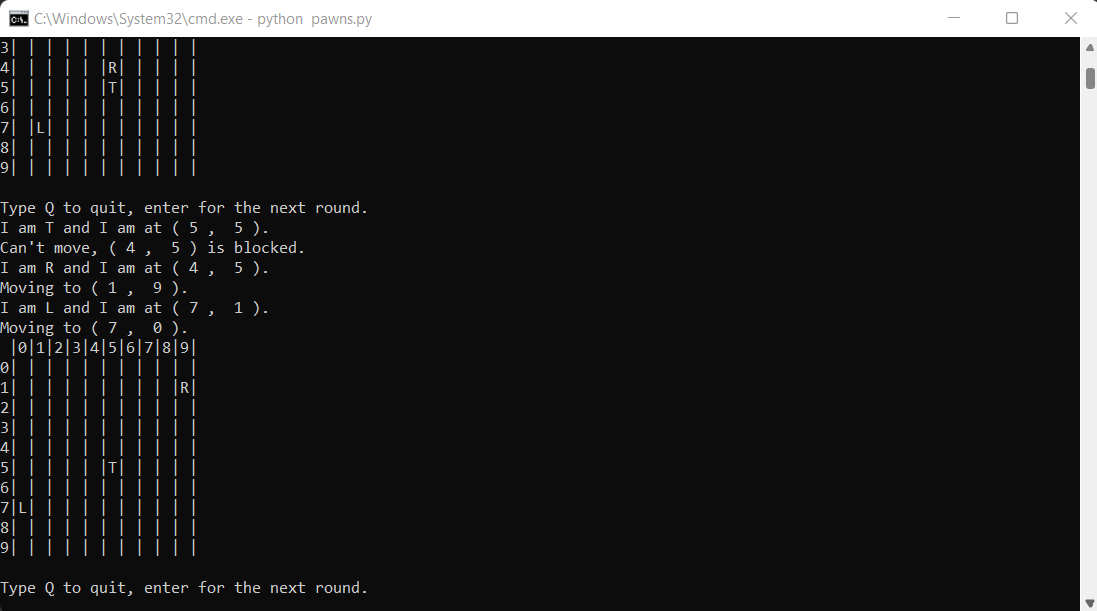 C:\Windows\System32\cmd.exe - python  pawns.py
3| | | | | | | | | | |
4| | | | | |R| | | | |
5| | | | | |T| | | | |
6| | | | | | | | | | |
7| |L| | | | | | | | |
8| | | | | | | | | | |
9| | | | | | | | | | |
Type Q to quit, enter for the next round.
I am T and I am at ( 5 ,  5 ).
Can't move, ( 4 ,  5 ) is blocked.
I am R and I am at ( 4 ,  5 ).
Moving to ( 1 ,  9 ).
I am L and I am at ( 7 ,  1 ).
Moving to ( 7 ,  0 ).
 |0|1|2|3|4|5|6|7|8|9|
0| | | | | | | | | | |
1| | | | | | | | | |R|
2| | | | | | | | | | |
3| | | | | | | | | | |
4| | | | | | | | | | |
5| | | | | |T| | | | |
6| | | | | | | | | | |
7|L| | | | | | | | | |
8| | | | | | | | | | |
9| | | | | | | | | | |
Type Q to quit, enter for the next round.